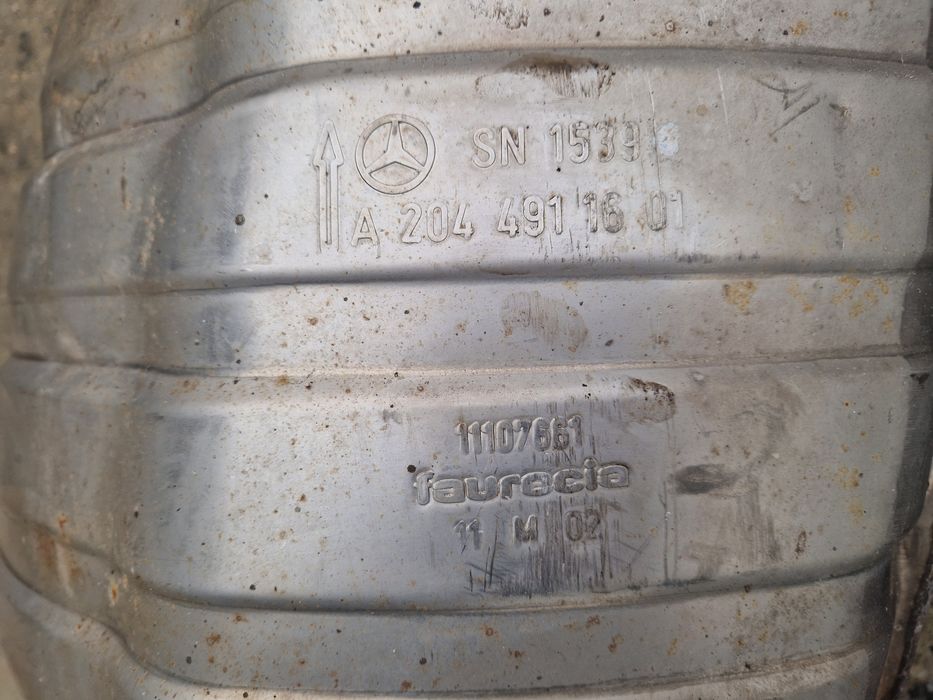 SN 1539
A 204 491 16 01
11107661
faurecia
11 M 02